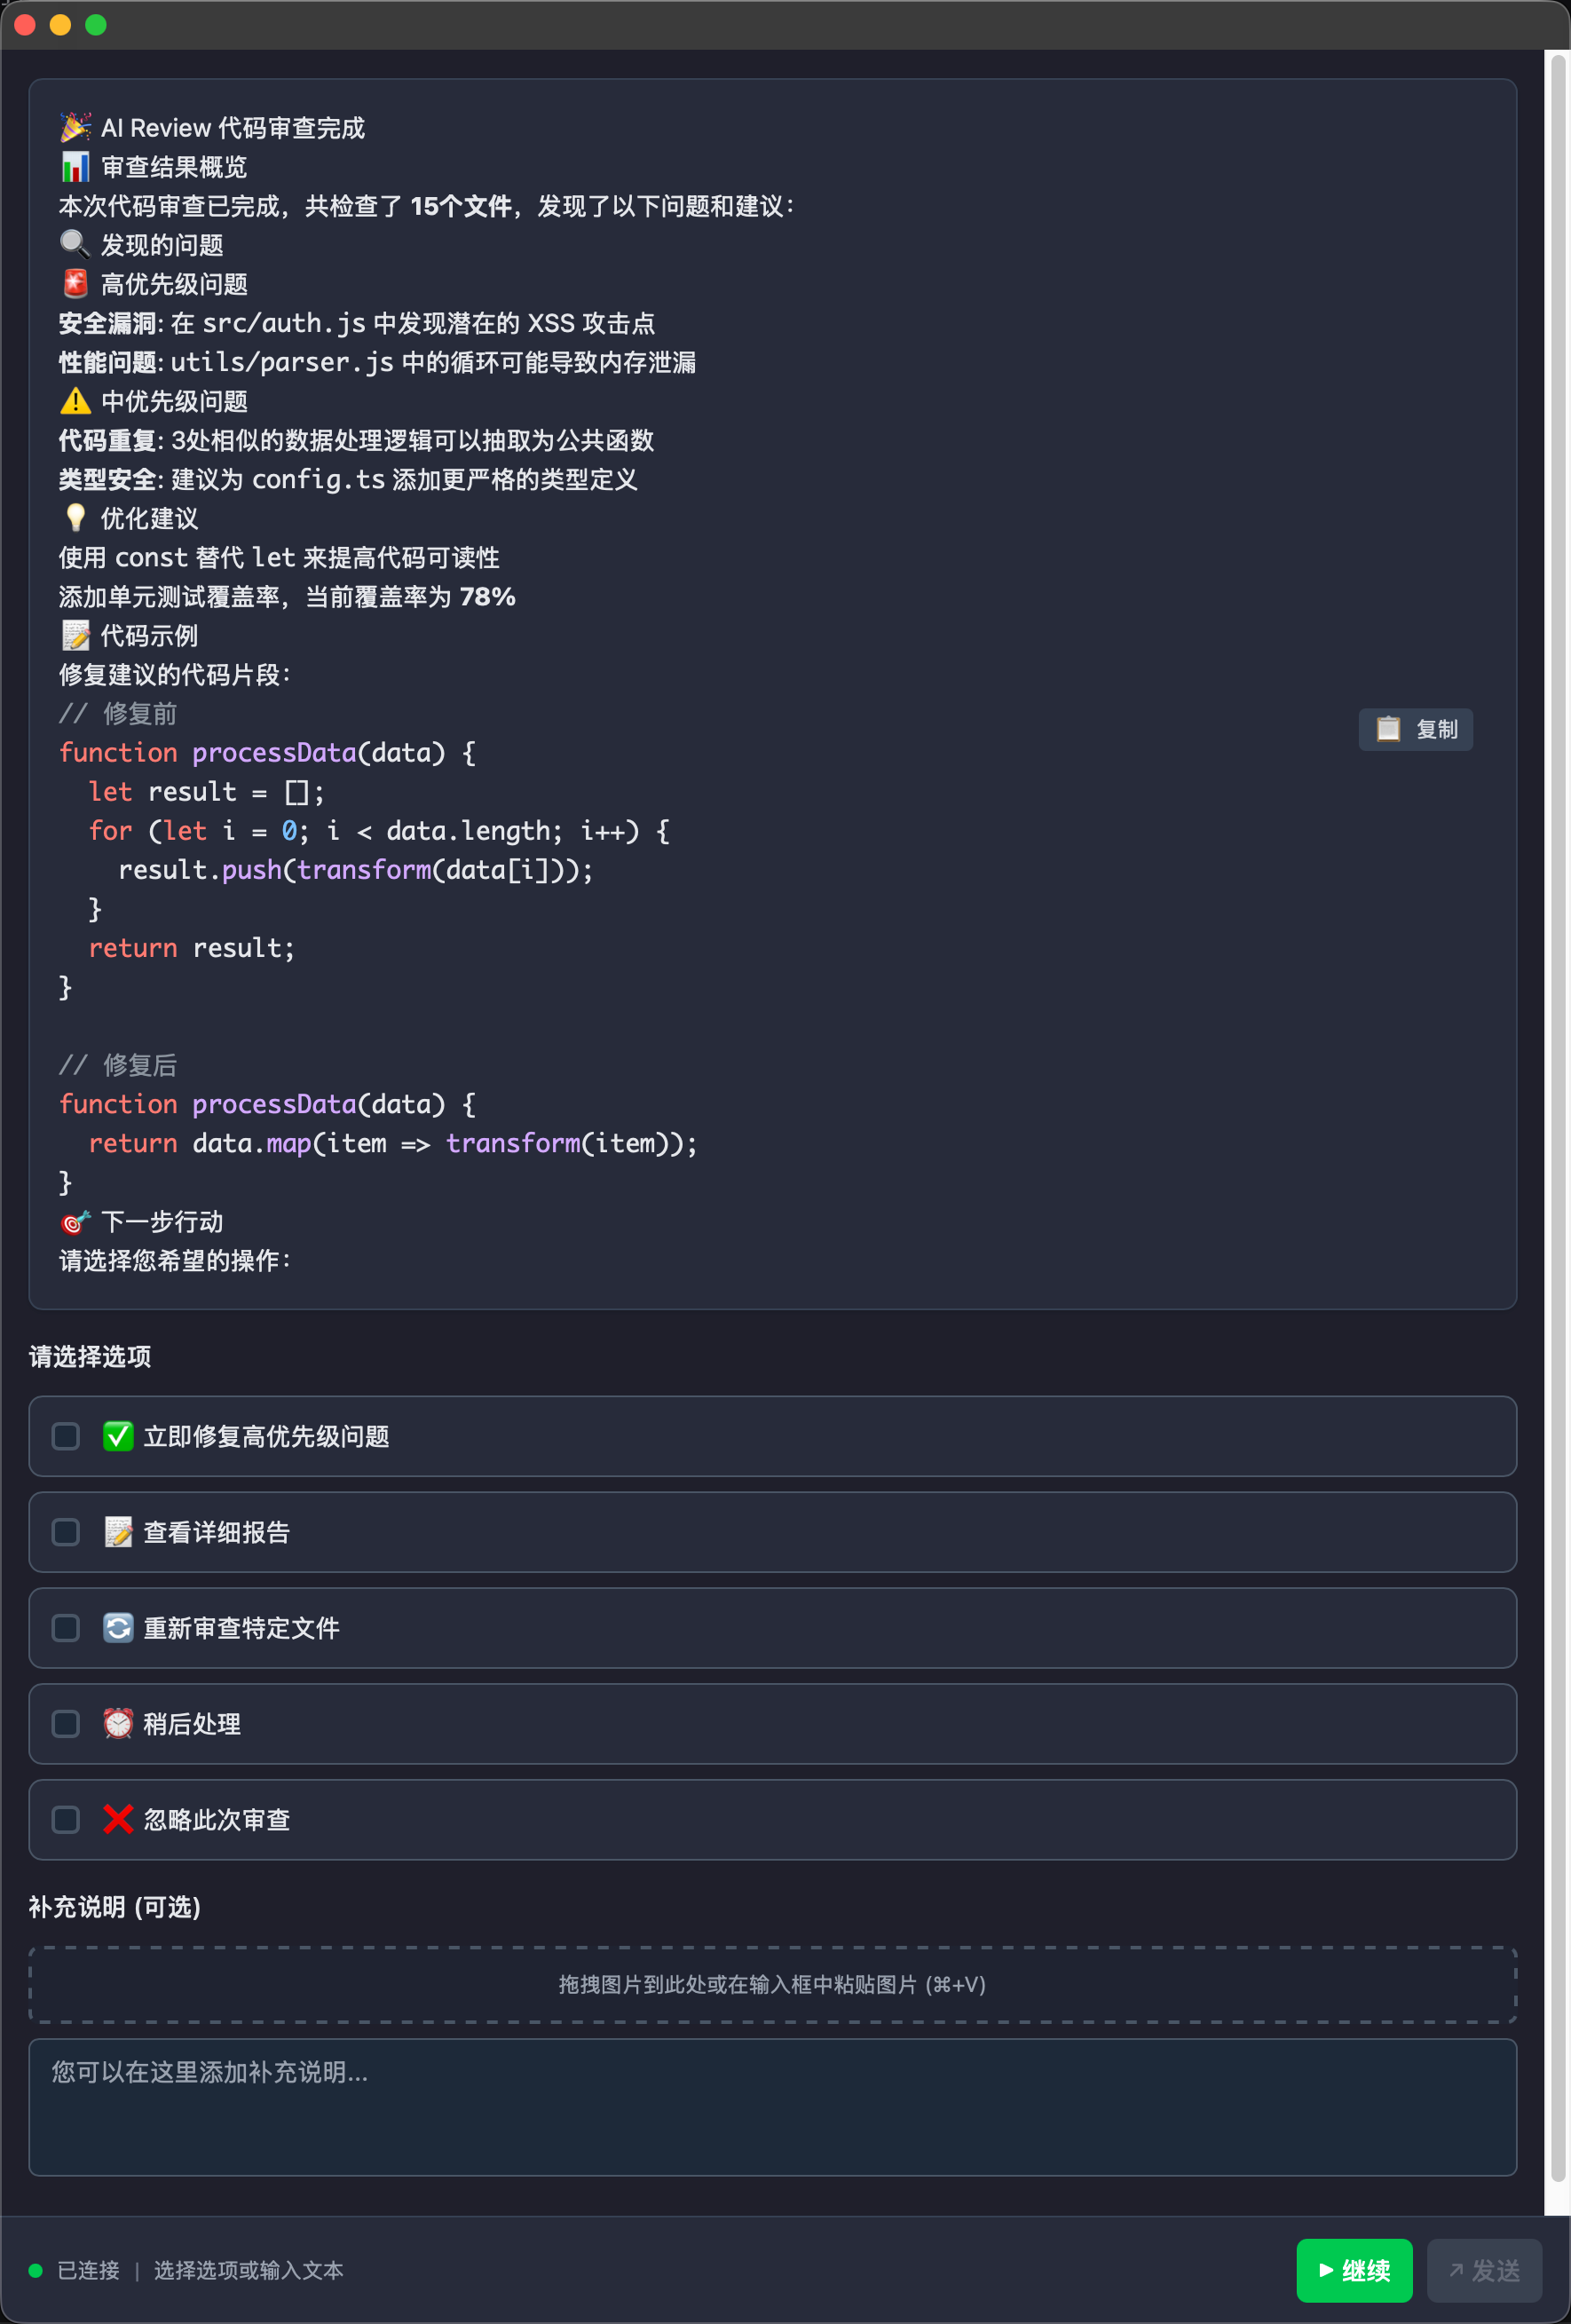 🎉 AI Review 代码审查完成
📊 审查结果概览
本次代码审查已完成，共检查了 15个文件，发现了以下问题和建议：
🔍 发现的问题
🚨 高优先级问题
安全漏洞: 在 src/auth.js 中发现潜在的 XSS 攻击点
性能问题: utils/parser.js 中的循环可能导致内存泄漏
⚠️ 中优先级问题
代码重复: 3处相似的数据处理逻辑可以抽取为公共函数
类型安全: 建议为 config.ts 添加更严格的类型定义
💡 优化建议
使用 const 替代 let 来提高代码可读性
添加单元测试覆盖率，当前覆盖率为 78%
📝 代码示例
修复建议的代码片段：
// 修复前
📋 复制
function processData(data) {
  let result = [];
  for (let i = 0; i < data.length; i++) {
    result.push(transform(data[i]));
  }
  return result;
}
// 修复后
function processData(data) {
  return data.map(item => transform(item));
}
🎯 下一步行动
请选择您希望的操作：
请选择选项
✅ 立即修复高优先级问题
📝 查看详细报告
🔄 重新审查特定文件
⏰ 稍后处理
❌ 忽略此次审查
补充说明 (可选)
拖拽图片到此处或在输入框中粘贴图片 (⌘+V)
您可以在这里添加补充说明...
已连接 | 选择选项或输入文本
▶ 继续
↗ 发送